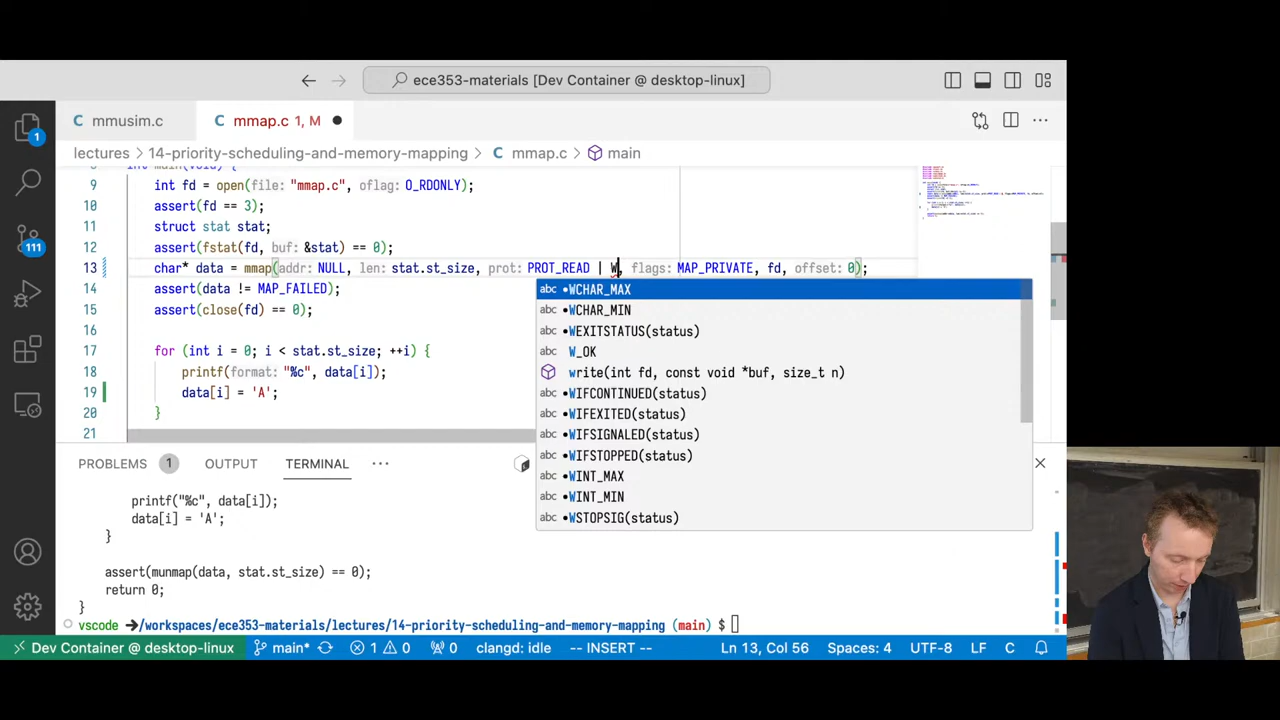 ece353-materials [Dev Container @ desktop-linux]
C mmusim.c
C mmap.c 1, M
lectures > 14-priority-scheduling-and-memory-mapping > C mmap.c > main
int main(void) {
9 int fd = open(file: "mmap.c", oflag: O_RDONLY);
10 assert(fd == 3);
11 struct stat stat;
12 assert(fstat(fd, buf: &stat) == 0);
13 char* data = mmap(addr: NULL, len: stat.st_size, prot: PROT_READ | W, flags: MAP_PRIVATE, fd, offset: 0);
14 assert(data != MAP_FAILED);
15 assert(close(fd) == 0);
16
17 for (int i = 0; i < stat.st_size; ++i) {
18 printf(format: "%c", data[i]);
19 data[i] = 'A';
20 }
21
abc •WCHAR_MAX
abc •WCHAR_MIN
abc •WEXITSTATUS(status)
abc W_OK
write(int fd, const void *buf, size_t n)
abc •WIFCONTINUED(status)
abc •WIFEXITED(status)
abc •WIFSIGNALED(status)
abc •WIFSTOPPED(status)
abc •WINT_MAX
abc •WINT_MIN
abc •WSTOPSIG(status)
1
111
PROBLEMS 1 OUTPUT TERMINAL ···
printf("%c", data[i]);
data[i] = 'A';
}
assert(munmap(data, stat.st_size) == 0);
return 0;
}
vscode ➜/workspaces/ece353-materials/lectures/14-priority-scheduling-and-memory-mapping (main) $
Dev Container @ desktop-linux main* 1 0 0 clangd: idle -- INSERT -- Ln 13, Col 56 Spaces: 4 UTF-8 LF C